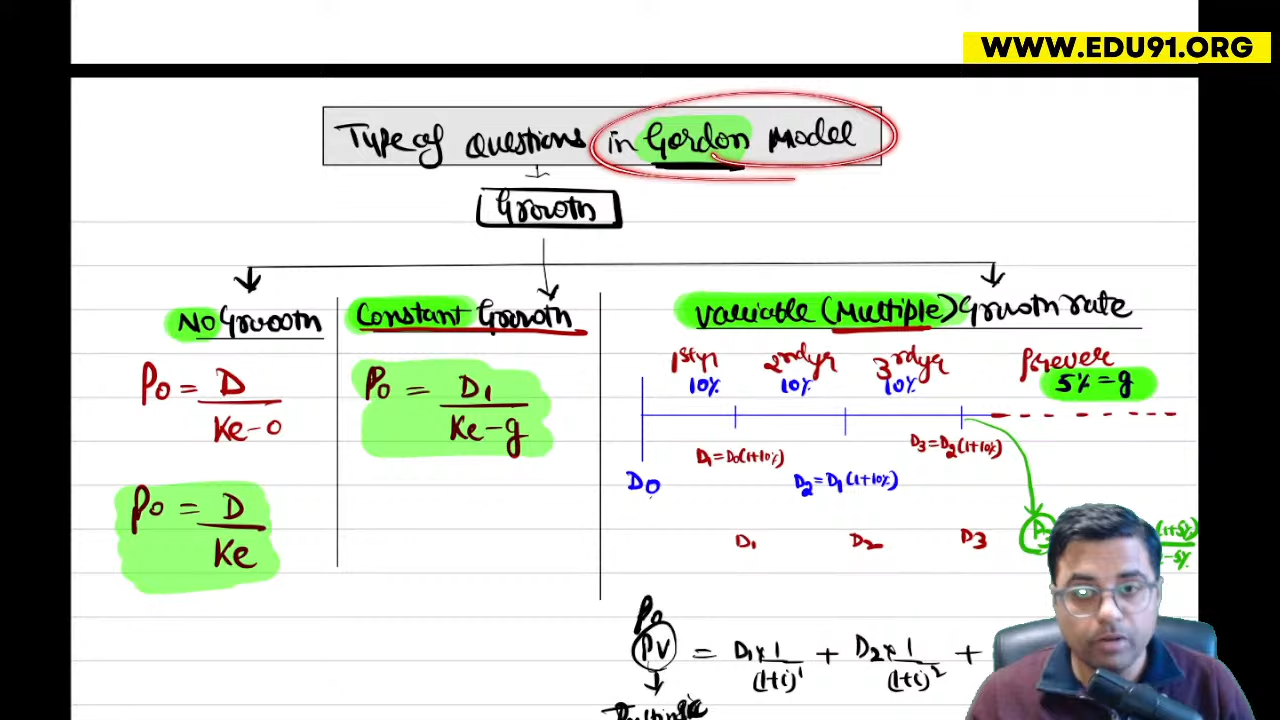 WWW.EDU91.ORG
Type of Questions in Gordon Model
Growth
No Growth
Constant Growth
Variable (Multiple) Growth rate
P0 = D / Ke-0
P0 = D / Ke
P0 = D1 / Ke-g
1st yr 2nd yr 3rd yr forever
10% 10% 10% 5% = g
D0
D1 = D0(1+10%)
D2 = D1(1+10%)
D3 = D2(1+10%)
D1 D2 D3
(1+5%)
- 5%
P0
PV = D1 × 1/(1+i)^1 + D2 × 1/(1+i)^2 +